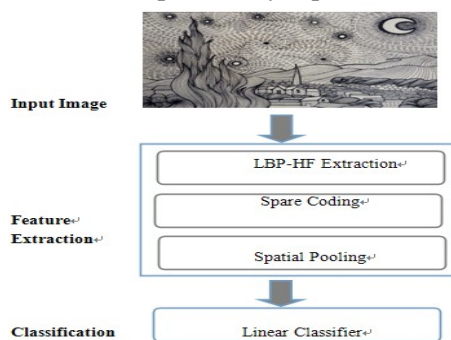 Input Image
LBP-HF Extraction
Spare Coding
Feature
Extraction
Spatial Pooling
Classification
Linear Classifier